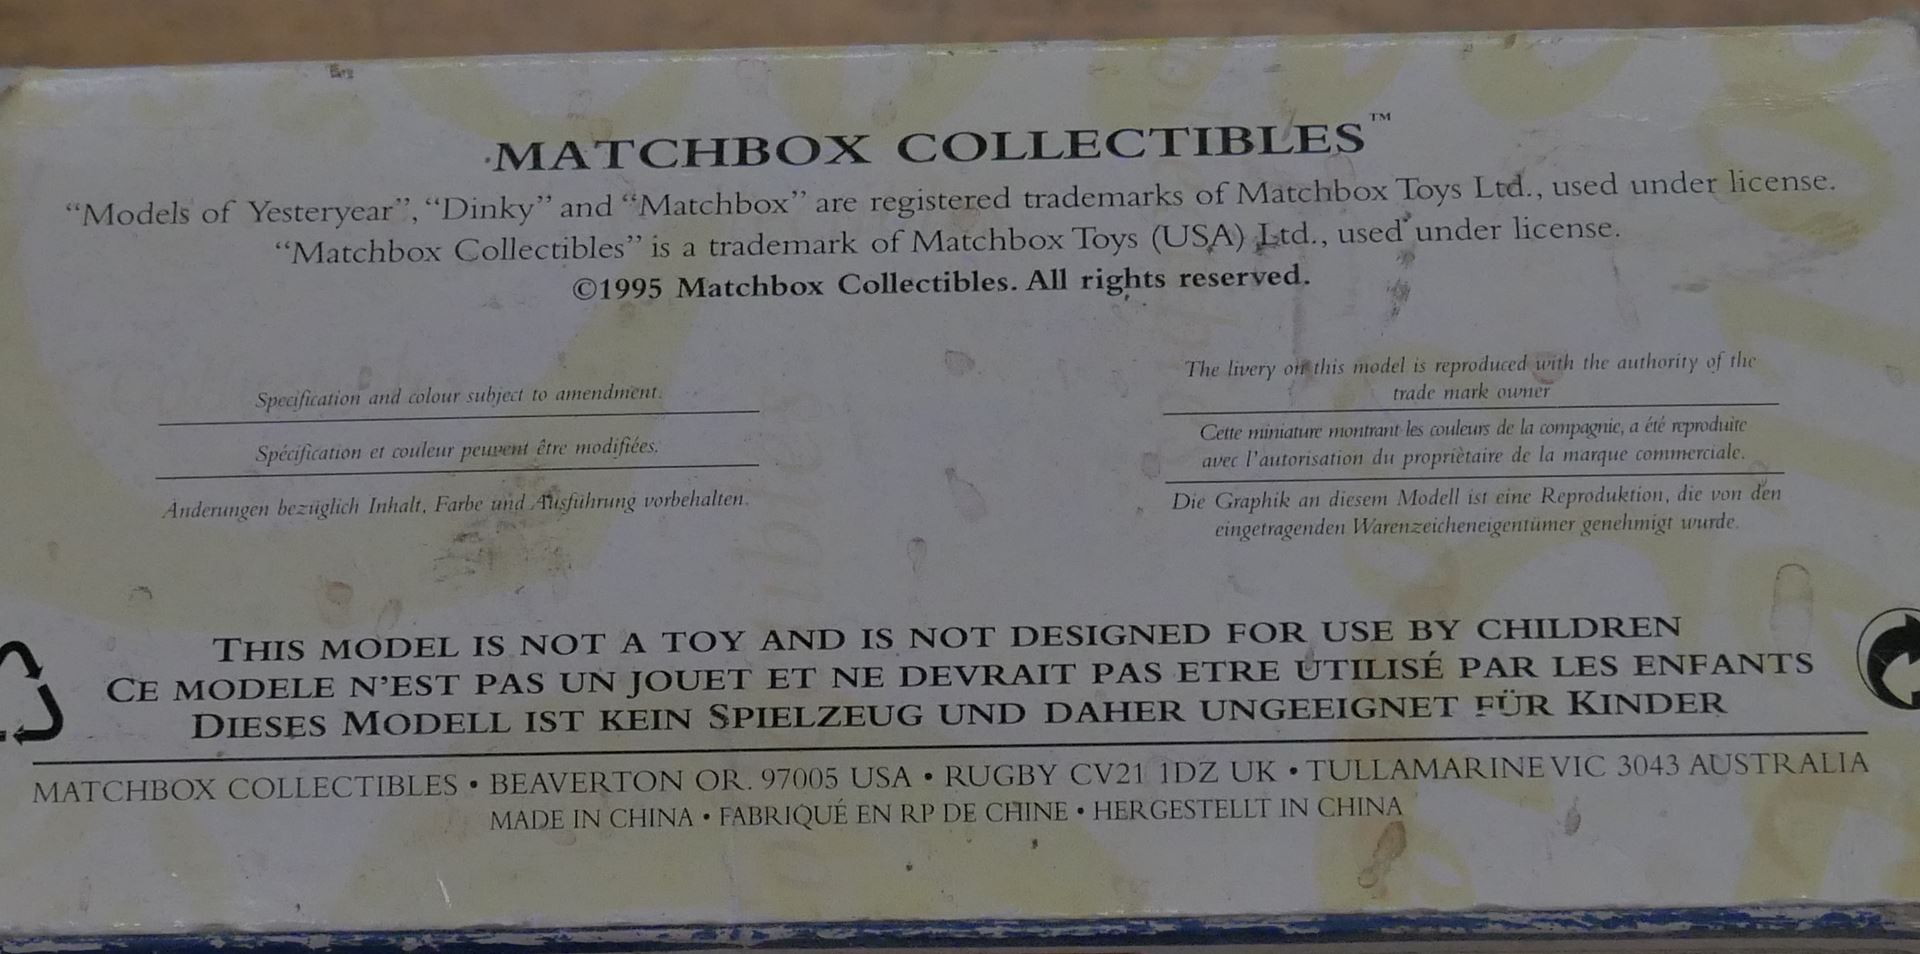 MATCHBOX COLLECTIBLES™
“Models of Yesteryear”, “Dinky” and “Matchbox” are registered trademarks of Matchbox Toys Ltd., used under license.
“Matchbox Collectibles” is a trademark of Matchbox Toys (USA) Ltd., used under license.
©1995 Matchbox Collectibles. All rights reserved.
Specification and colour subject to amendment.
Spécification et couleur peuvent être modifiées.
Änderungen bezüglich Inhalt, Farbe und Ausführung vorbehalten.
The livery on this model is reproduced with the authority of the
trade mark owner
Cette miniature montrant les couleurs de la compagnie, a été reproduite
avec l’autorisation du propriètaire de la marque commerciale.
Die Graphik an diesem Modell ist eine Reproduktion, die von den
eingetragenden Warenzeicheneigentümer genehmigt wurde.
THIS MODEL IS NOT A TOY AND IS NOT DESIGNED FOR USE BY CHILDREN
CE MODELE N’EST PAS UN JOUET ET NE DEVRAIT PAS ETRE UTILISÉ PAR LES ENFANTS
DIESES MODELL IST KEIN SPIELZEUG UND DAHER UNGEEIGNET FÜR KINDER
MATCHBOX COLLECTIBLES • BEAVERTON OR. 97005 USA • RUGBY CV21 1DZ UK • TULLAMARINE VIC 3043 AUSTRALIA
MADE IN CHINA • FABRIQUÉ EN RP DE CHINE • HERGESTELLT IN CHINA